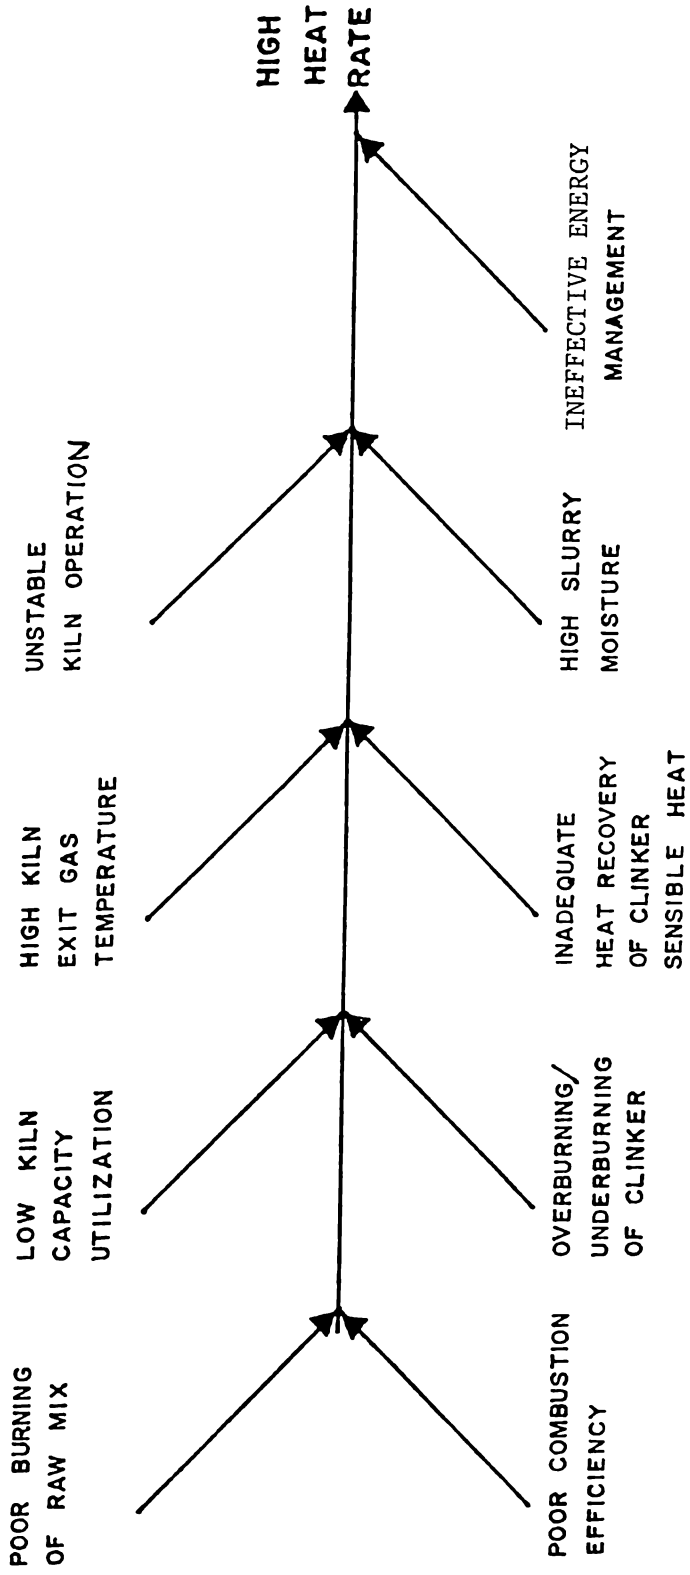 POOR BURNING
OF RAW MIX
LOW KILN
CAPACITY
UTILIZATION
HIGH KILN
EXIT GAS
TEMPERATURE
UNSTABLE
KILN OPERATION
HIGH
HEAT
RATE
POOR COMBUSTION
EFFICIENCY
OVERBURNING/
UNDERBURNING
OF CLINKER
INADEQUATE
HEAT RECOVERY
OF CLINKER
SENSIBLE HEAT
HIGH SLURRY
MOISTURE
INEFFECTIVE ENERGY
MANAGEMENT